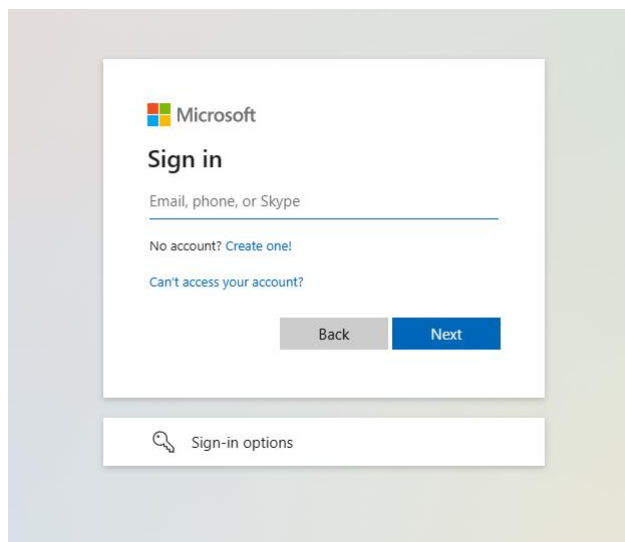 Microsoft
Sign in
Email, phone, or Skype
No account? Create one!
Can't access your account?
Back Next
Sign-in options